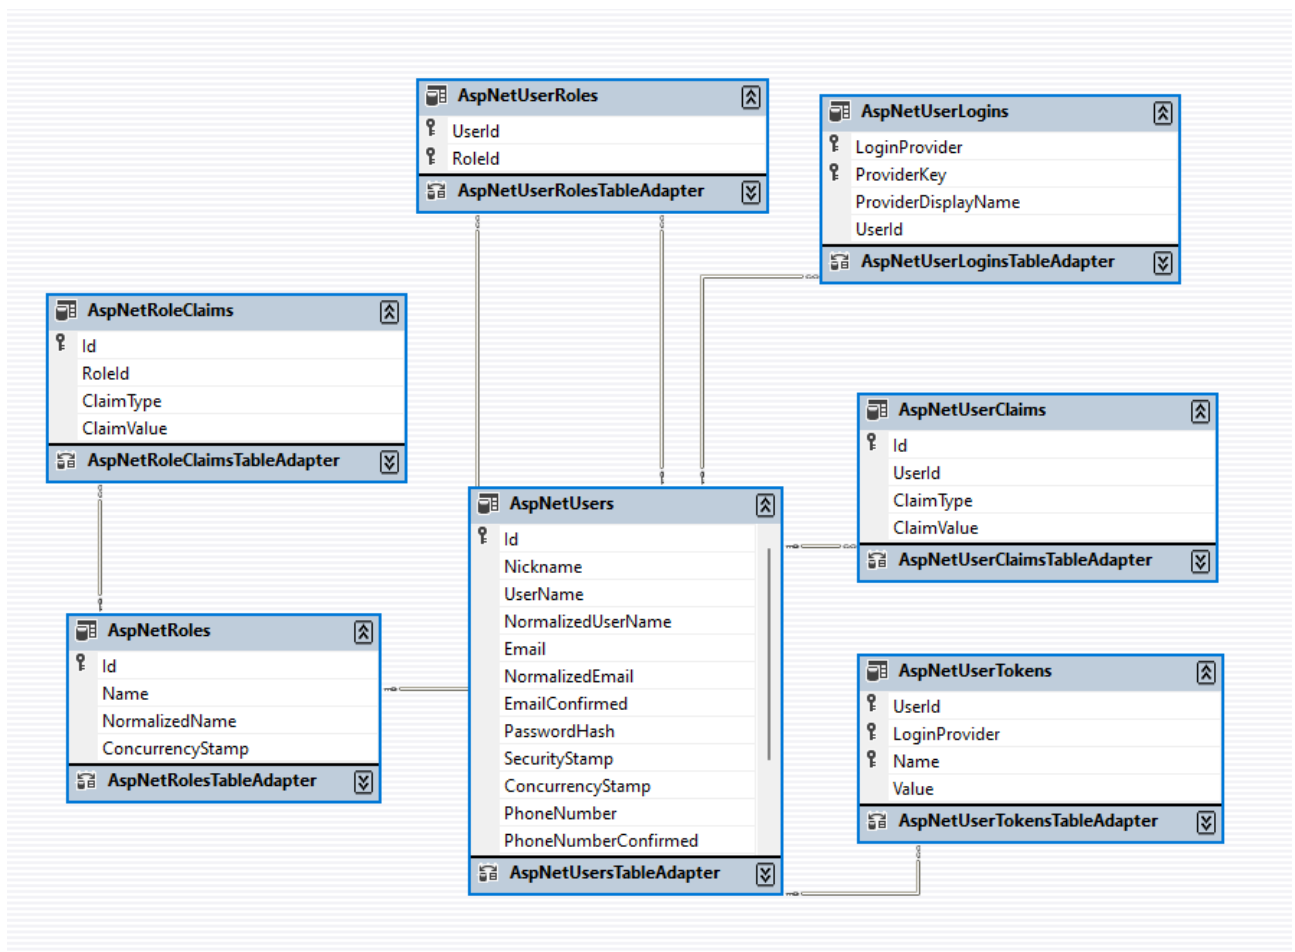 AspNetUserRoles
UserId
RoleId
AspNetUserRolesTableAdapter
AspNetUserLogins
LoginProvider
ProviderKey
ProviderDisplayName
UserId
AspNetUserLoginsTableAdapter
AspNetRoleClaims
Id
RoleId
ClaimType
ClaimValue
AspNetRoleClaimsTableAdapter
AspNetUserClaims
Id
UserId
ClaimType
ClaimValue
AspNetUserClaimsTableAdapter
AspNetUsers
Id
Nickname
UserName
NormalizedUserName
Email
NormalizedEmail
EmailConfirmed
PasswordHash
SecurityStamp
ConcurrencyStamp
PhoneNumber
PhoneNumberConfirmed
AspNetUsersTableAdapter
AspNetRoles
Id
Name
NormalizedName
ConcurrencyStamp
AspNetRolesTableAdapter
AspNetUserTokens
UserId
LoginProvider
Name
Value
AspNetUserTokensTableAdapter